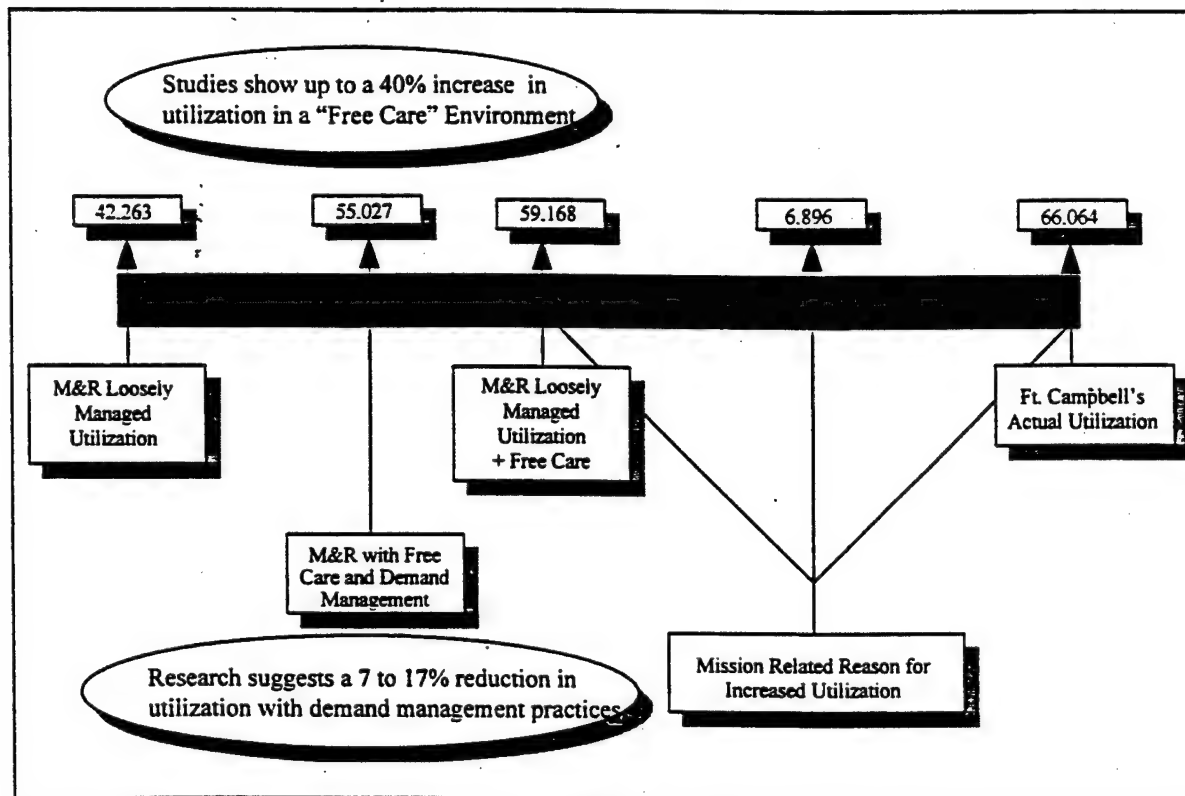 Studies show up to a 40% increase in
utilization in a “Free Care” Environment
42.263
55.027
59.168
6.896
66.064
M&R Loosely
Managed
Utilization
M&R Loosely
Managed
Utilization
+ Free Care
Ft. Campbell's
Actual Utilization
M&R with Free
Care and Demand
Management
Mission Related Reason for
Increased Utilization
Research suggests a 7 to 17% reduction in
utilization with demand management practices